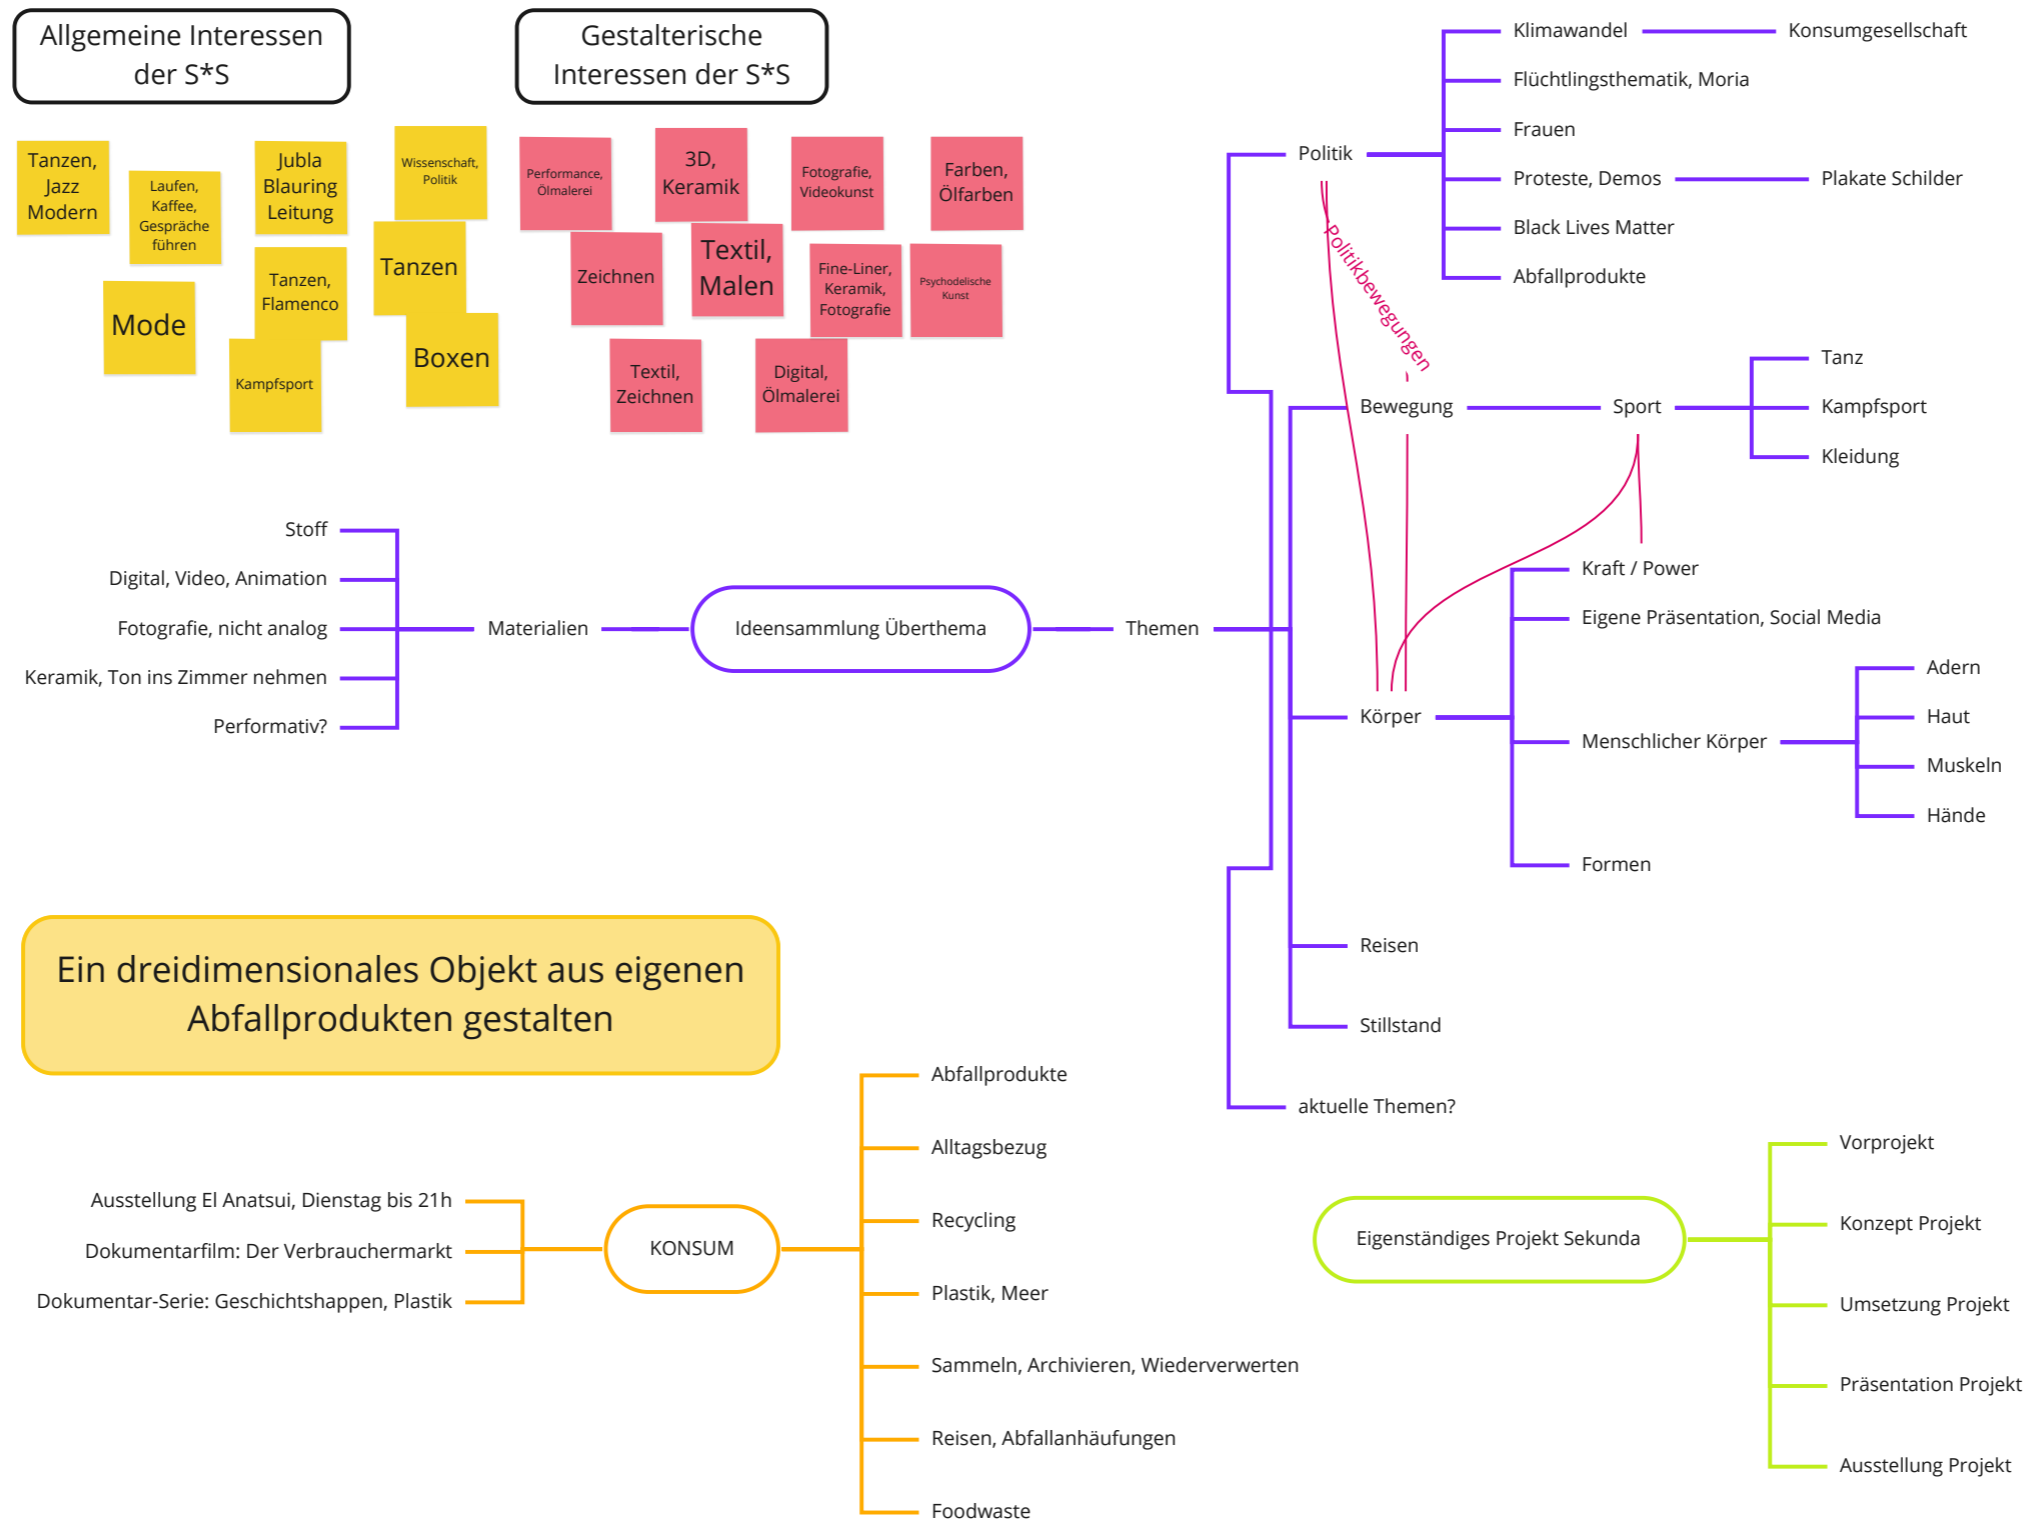 Allgemeine Interessen
der S*S
Gestalterische
Interessen der S*S
Tanzen,
Jazz
Modern
Laufen,
Kaffee,
Gespräche
führen
Jubla
Blauring
Leitung
Wissenschaft,
Politik
Tanzen
Tanzen,
Flamenco
Mode
Kampfsport
Boxen
Performance,
Ölmalerei
3D,
Keramik
Fotografie,
Videokunst
Farben,
Ölfarben
Zeichnen
Textil,
Malen
Fine-Liner,
Keramik,
Fotografie
Psychodelische
Kunst
Textil,
Zeichnen
Digital,
Ölmalerei
Ideensammlung Überthema
Materialien
Stoff
Digital, Video, Animation
Fotografie, nicht analog
Keramik, Ton ins Zimmer nehmen
Performativ?
Themen
Politik
Klimawandel
Konsumgesellschaft
Flüchtlingsthematik, Moria
Frauen
Proteste, Demos
Plakate Schilder
Black Lives Matter
Abfallprodukte
Politikbewegungen
Bewegung
Sport
Tanz
Kampfsport
Kleidung
Körper
Kraft / Power
Eigene Präsentation, Social Media
Menschlicher Körper
Adern
Haut
Muskeln
Hände
Formen
Reisen
Stillstand
aktuelle Themen?
Ein dreidimensionales Objekt aus eigenen
Abfallprodukten gestalten
KONSUM
Ausstellung El Anatsui, Dienstag bis 21h
Dokumentarfilm: Der Verbrauchermarkt
Dokumentar-Serie: Geschichtshappen, Plastik
Abfallprodukte
Alltagsbezug
Recycling
Plastik, Meer
Sammeln, Archivieren, Wiederverwerten
Reisen, Abfallanhäufungen
Foodwaste
Eigenständiges Projekt Sekunda
Vorprojekt
Konzept Projekt
Umsetzung Projekt
Präsentation Projekt
Ausstellung Projekt